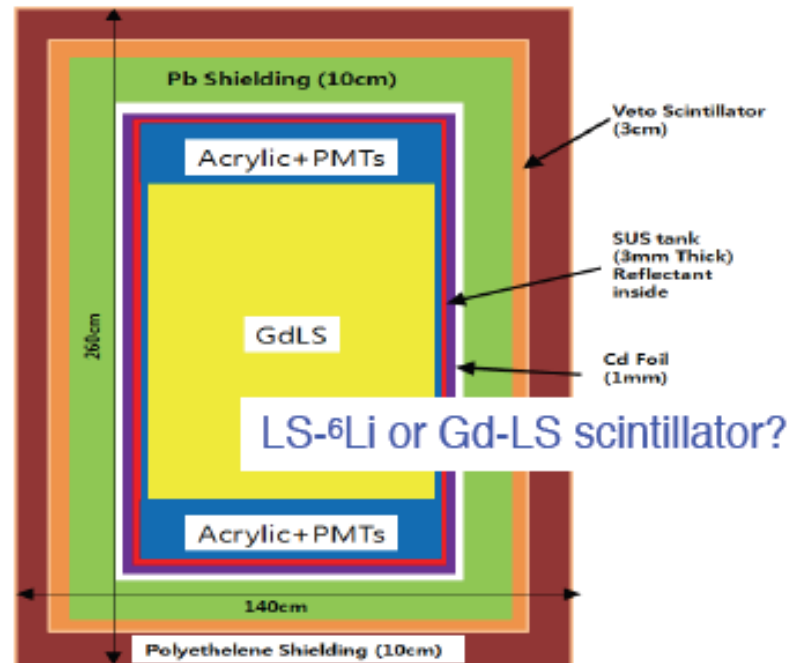 Pb Shielding (10cm)
Veto Scintillator
(3cm)
Acrylic+PMTs
SUS tank
(3mm Thick)
Reflectant
inside
260cm
GdLS
Cd Foil
(1mm)
LS-⁶Li or Gd-LS scintillator?
Acrylic+PMTs
140cm
Polyethelene Shielding (10cm)